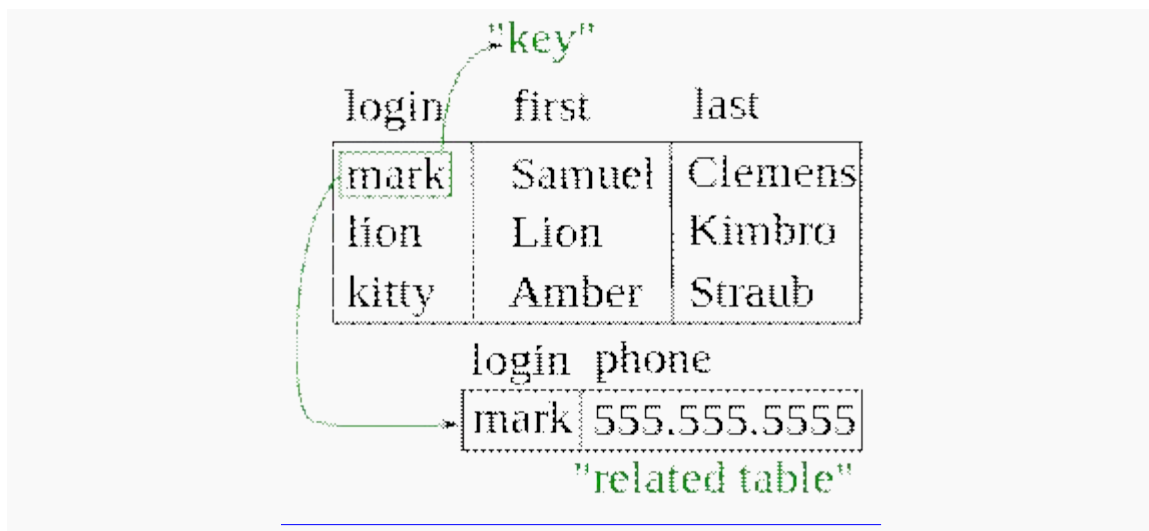 "key"
login first last
mark Samuel Clemens
lion Lion Kimbro
kitty Amber Straub
login phone
mark 555.555.5555
"related table"